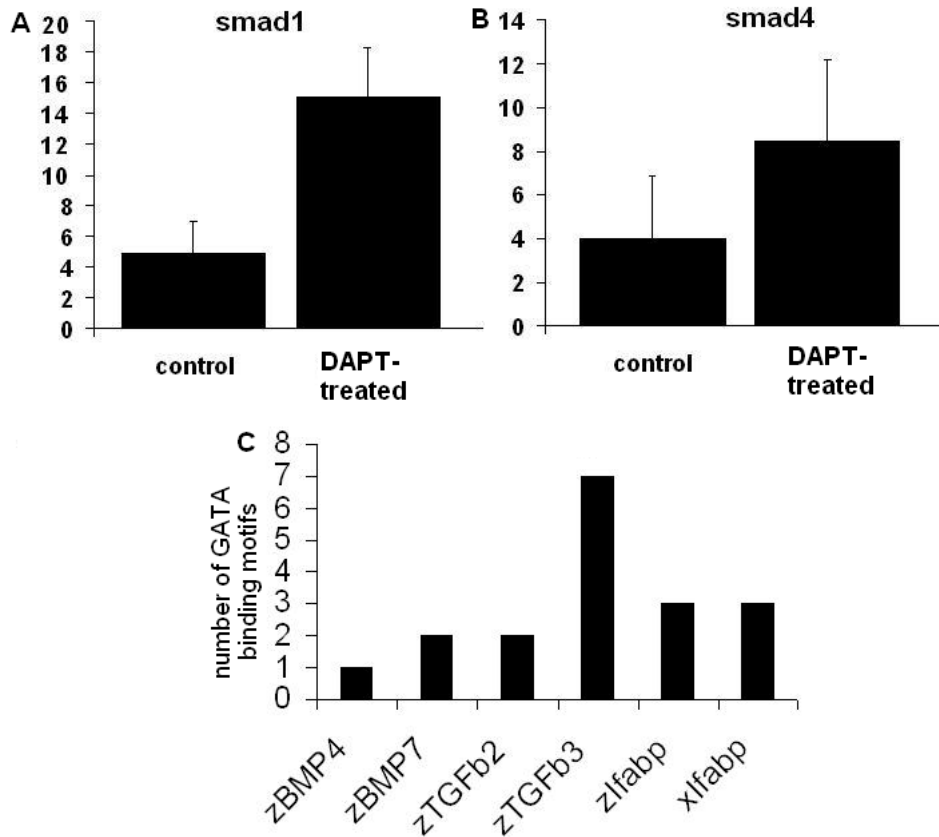 A
smad1
20
18
16
14
12
10
8
6
4
2
0
control
DAPT-
treated
B
smad4
14
12
10
8
6
4
2
0
control
DAPT-
treated
C
number of GATA
binding motifs
8
7
6
5
4
3
2
1
0
zBMP4
zBMP7
zTGFb2
zTGFb3
zIfabp
xIfabp